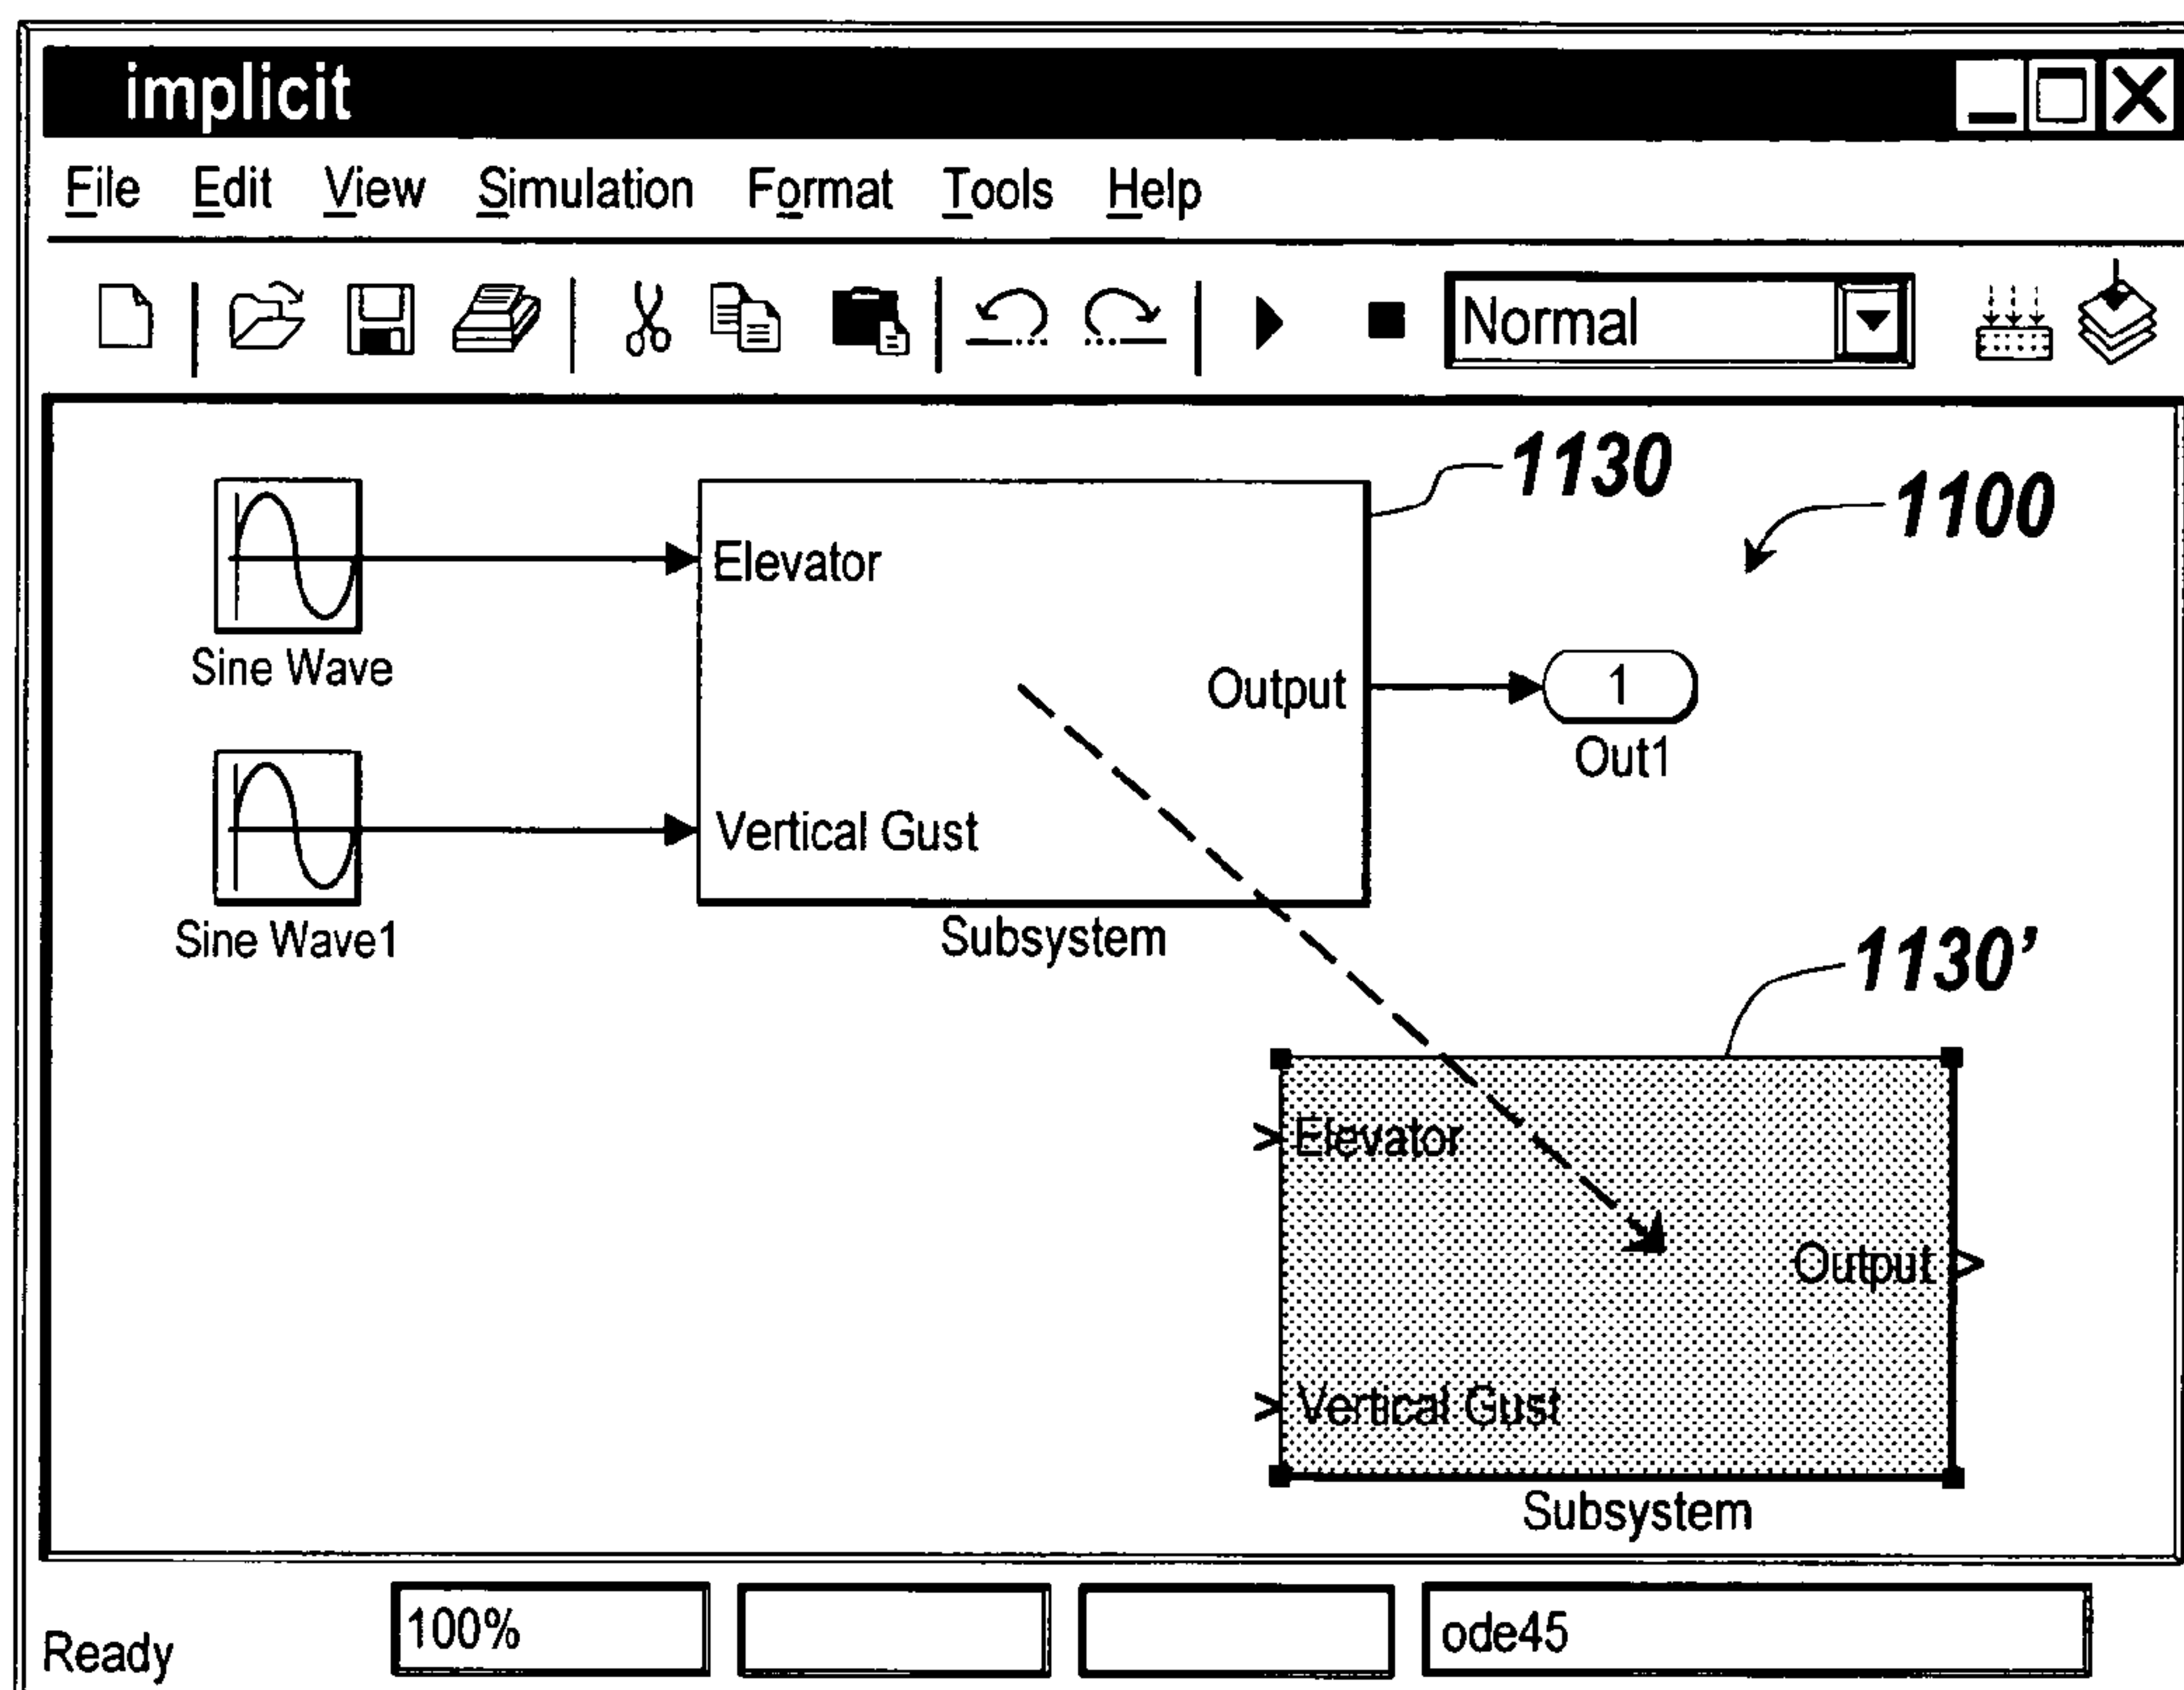 implicit
File Edit View Simulation Format Tools Help
Normal
1130
1100
Elevator
Sine Wave
Output
1
Out1
Vertical Gust
Sine Wave1
Subsystem
1130’
Elevator
Output
Vertical Gust
Subsystem
Ready
100%
ode45